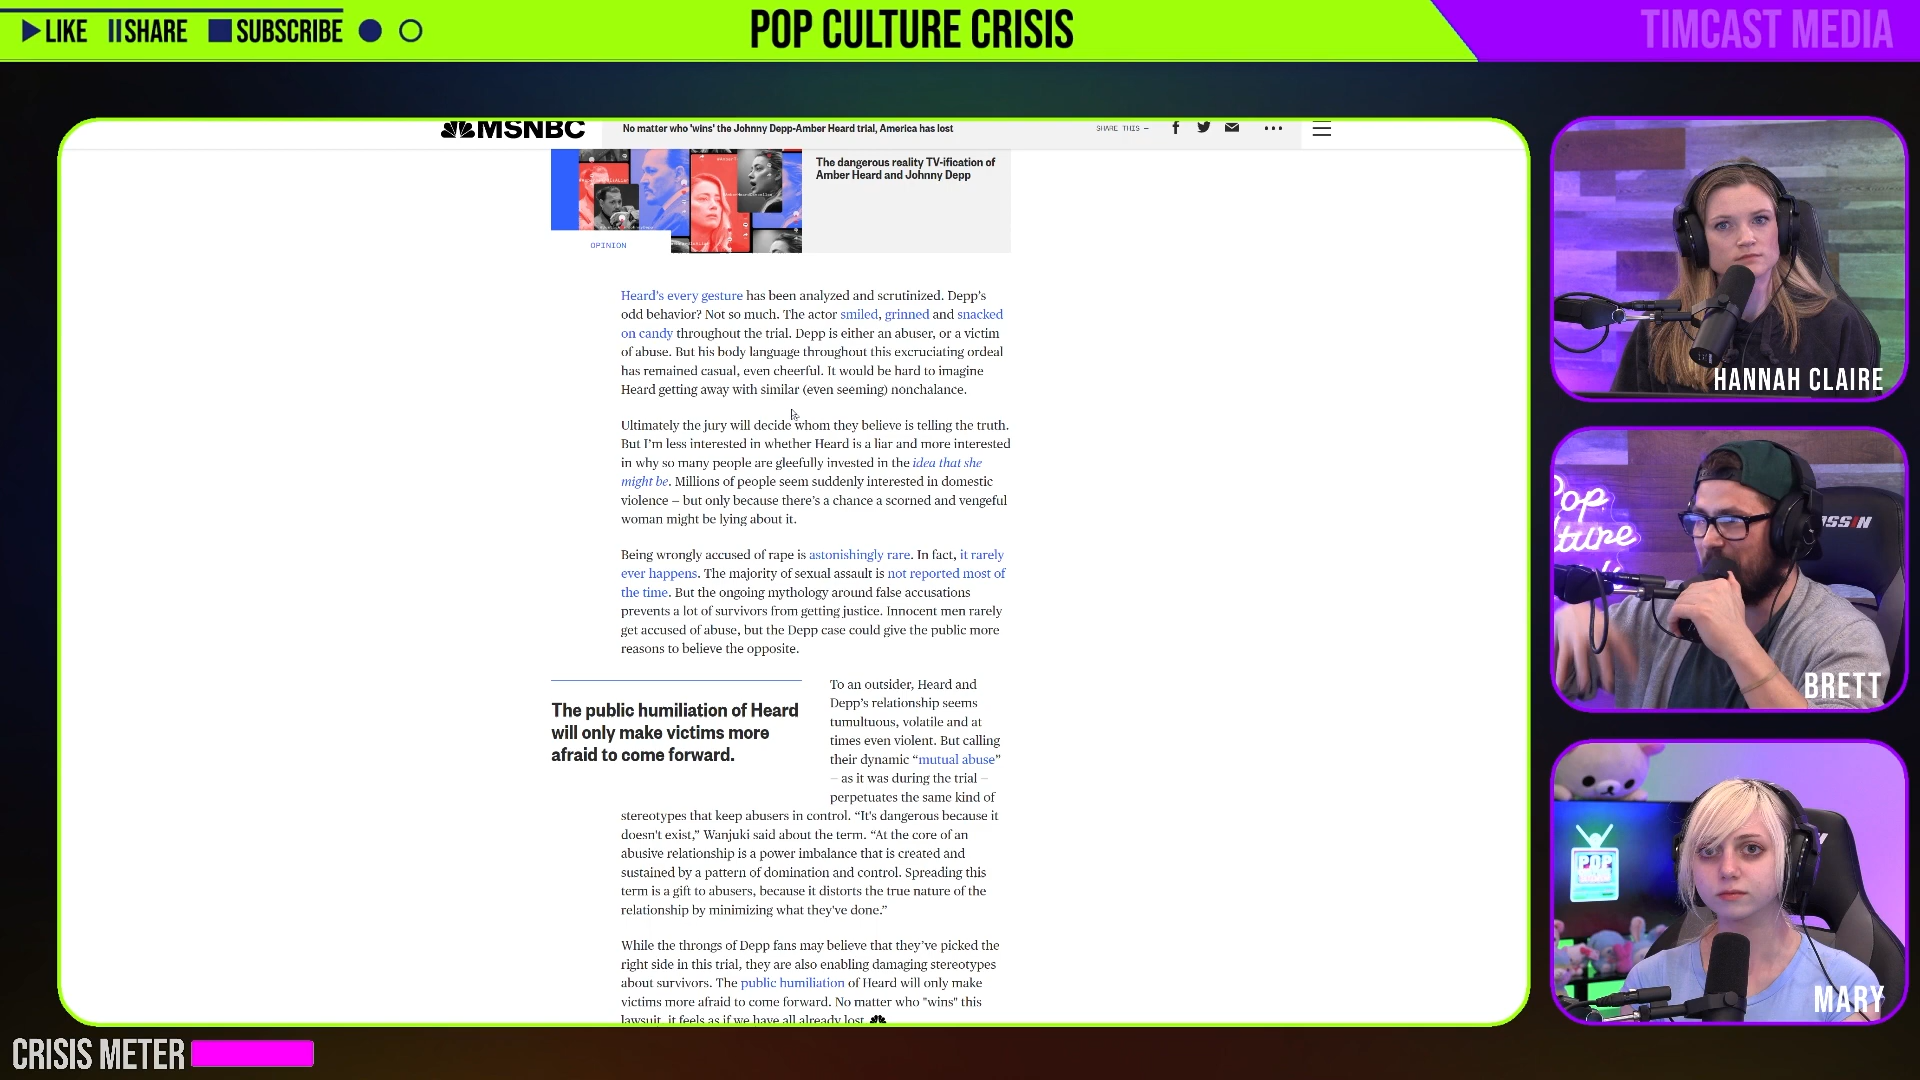 LIKE SHARE SUBSCRIBE
POP CULTURE CRISIS
TIMCAST MEDIA
MSNBC
No matter who 'wins' the Johnny Depp-Amber Heard trial, America has lost
SHARE THIS —
The dangerous reality TV-ification of
Amber Heard and Johnny Depp
OPINION
Heard's every gesture has been analyzed and scrutinized. Depp's
odd behavior? Not so much. The actor smiled, grinned and snacked
on candy throughout the trial. Depp is either an abuser, or a victim
of abuse. But his body language throughout this excruciating ordeal
has remained casual, even cheerful. It would be hard to imagine
Heard getting away with similar (even seeming) nonchalance.
Ultimately the jury will decide whom they believe is telling the truth.
But I'm less interested in whether Heard is a liar and more interested
in why so many people are gleefully invested in the idea that she
might be. Millions of people seem suddenly interested in domestic
violence – but only because there's a chance a scorned and vengeful
woman might be lying about it.
Being wrongly accused of rape is astonishingly rare. In fact, it rarely
ever happens. The majority of sexual assault is not reported most of
the time. But the ongoing mythology around false accusations
prevents a lot of survivors from getting justice. Innocent men rarely
get accused of abuse, but the Depp case could give the public more
reasons to believe the opposite.
The public humiliation of Heard
will only make victims more
afraid to come forward.
To an outsider, Heard and
Depp's relationship seems
tumultuous, volatile and at
times even violent. But calling
their dynamic “mutual abuse”
– as it was during the trial –
perpetuates the same kind of
stereotypes that keep abusers in control. “It's dangerous because it
doesn't exist,” Wanjuki said about the term. “At the core of an
abusive relationship is a power imbalance that is created and
sustained by a pattern of domination and control. Spreading this
term is a gift to abusers, because it distorts the true nature of the
relationship by minimizing what they've done.”
While the throngs of Depp fans may believe that they've picked the
right side in this trial, they are also enabling damaging stereotypes
about survivors. The public humiliation of Heard will only make
victims more afraid to come forward. No matter who "wins" this
lawsuit, it feels as if we have all already lost.
HANNAH CLAIRE
Pop
BRETT
POP
MARY
CRISIS METER